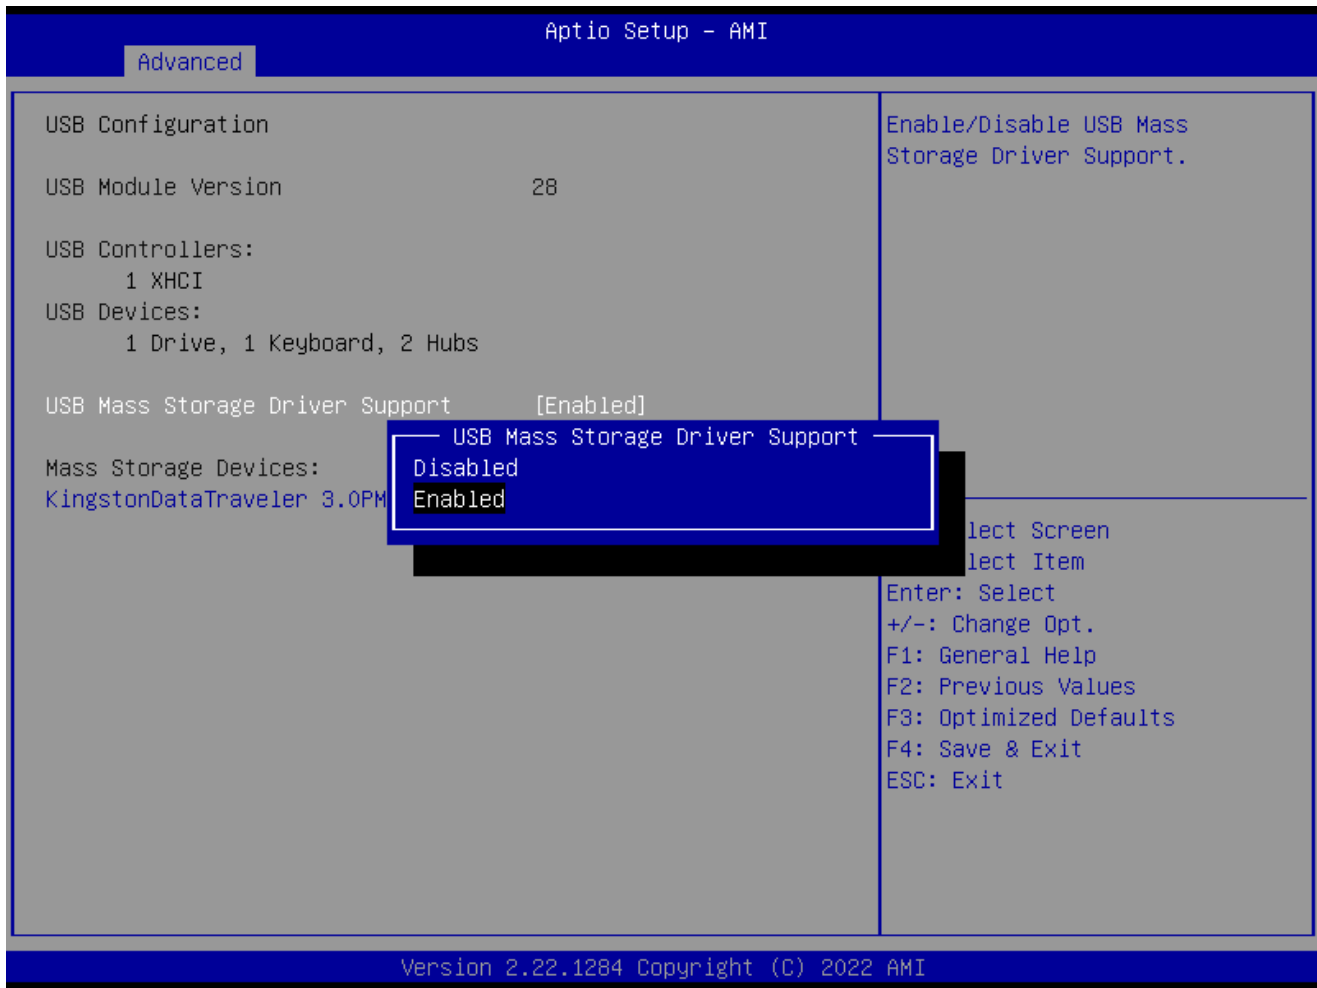 Aptio Setup – AMI
Advanced
USB Configuration
USB Module Version 28
USB Controllers:
1 XHCI
USB Devices:
1 Drive, 1 Keyboard, 2 Hubs
USB Mass Storage Driver Support [Enabled]
Mass Storage Devices:
KingstonDataTraveler 3.0PM
USB Mass Storage Driver Support
Disabled
Enabled
Enable/Disable USB Mass
Storage Driver Support.
lect Screen
lect Item
Enter: Select
+/-: Change Opt.
F1: General Help
F2: Previous Values
F3: Optimized Defaults
F4: Save & Exit
ESC: Exit
Version 2.22.1284 Copyright (C) 2022 AMI